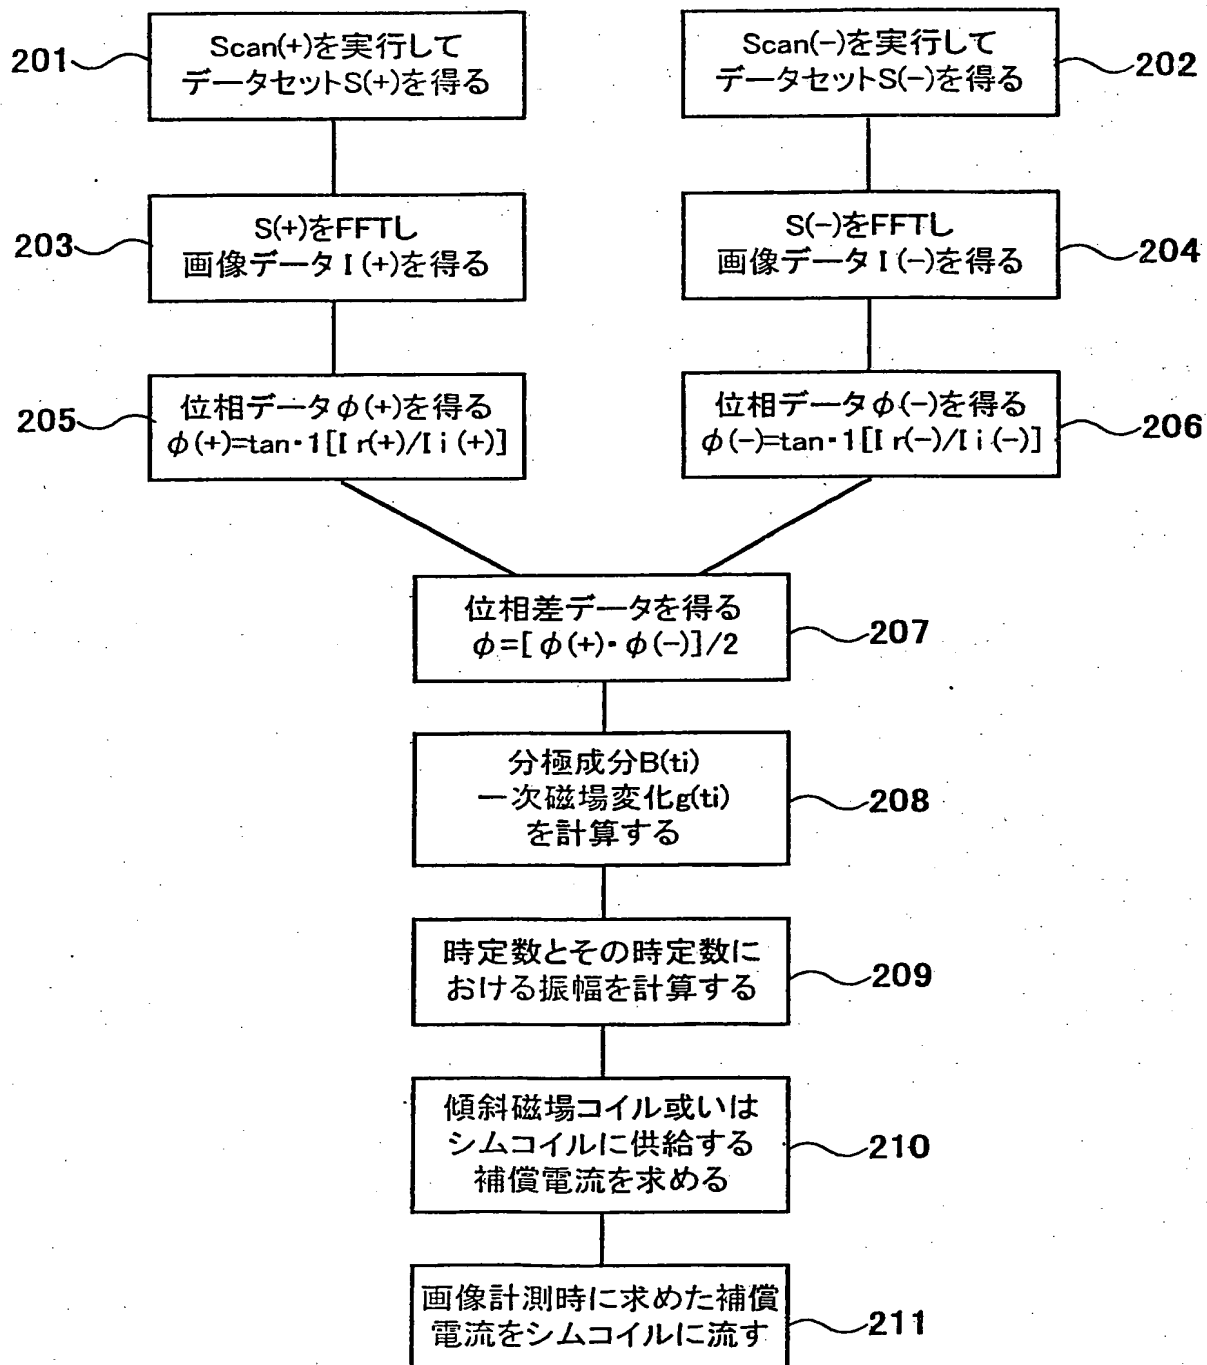 201
Scan(+)を実行して
データセットS(+)を得る
Scan(-)を実行して
データセットS(-)を得る
202
203
S(+)をFFTし
画像データI(+)を得る
S(-)をFFTし
画像データI(-)を得る
204
205
位相データφ(+)を得る
φ(+)=tan・1[Ir(+)/Ii(+)]
位相データφ(-)を得る
φ(-)=tan・1[Ir(-)/Ii(-)]
206
位相差データを得る
φ=[φ(+)・φ(-)]/2
207
分極成分B(ti)
一次磁場変化g(ti)
を計算する
208
時定数とその時定数に
おける振幅を計算する
209
傾斜磁場コイル或いは
シムコイルに供給する
補償電流を求める
210
画像計測時に求めた補償
電流をシムコイルに流す
211